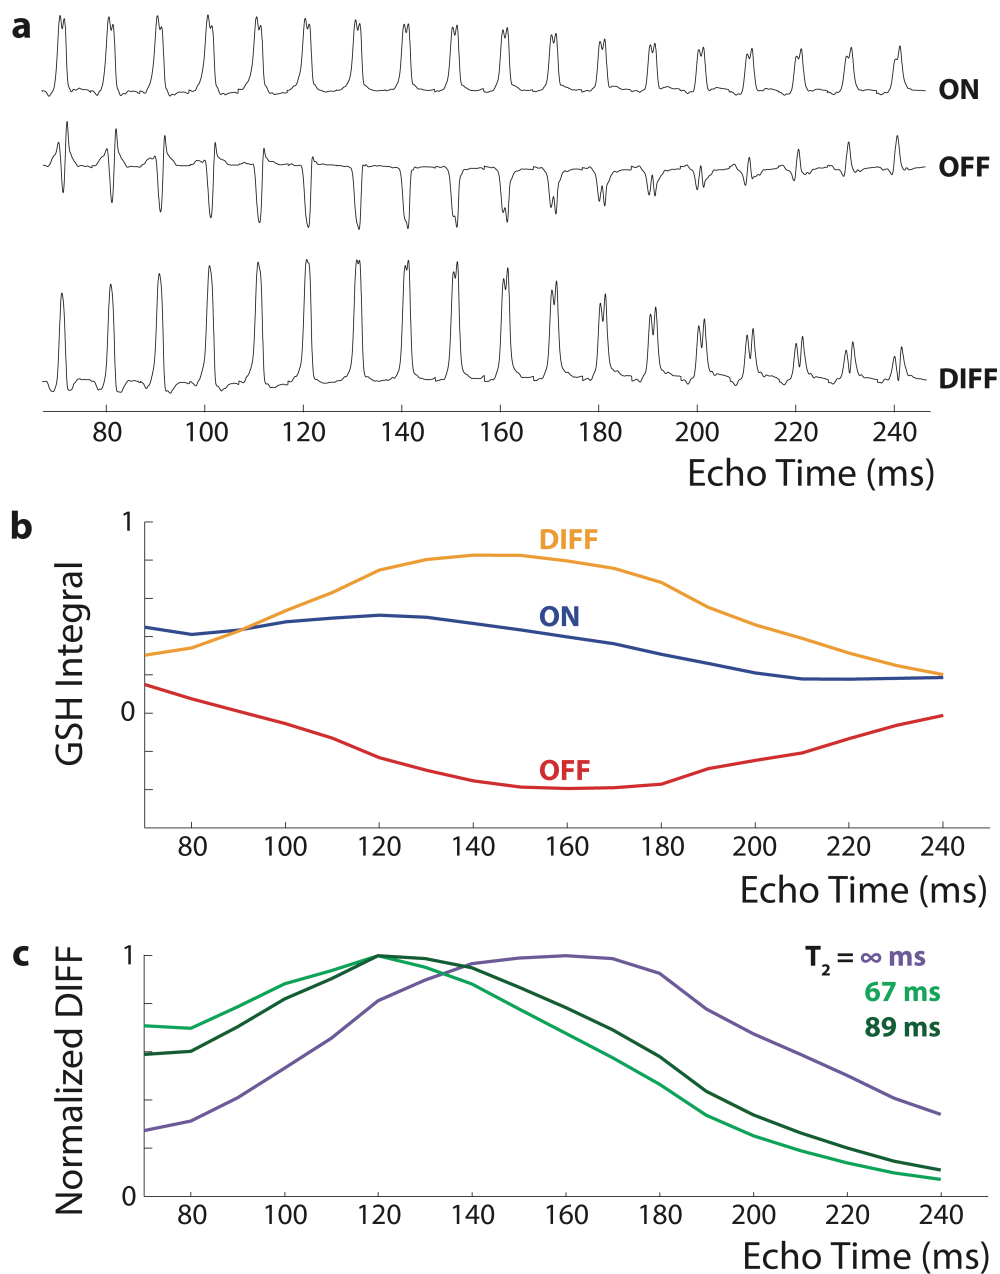 a
ON
OFF
DIFF
80 100 120 140 160 180 200 220 240
Echo Time (ms)
b
1
0
GSH Integral
DIFF
ON
OFF
80 100 120 140 160 180 200 220 240
Echo Time (ms)
c
1
0
Normalized DIFF
T2 = ∞ ms
67 ms
89 ms
80 100 120 140 160 180 200 220 240
Echo Time (ms)